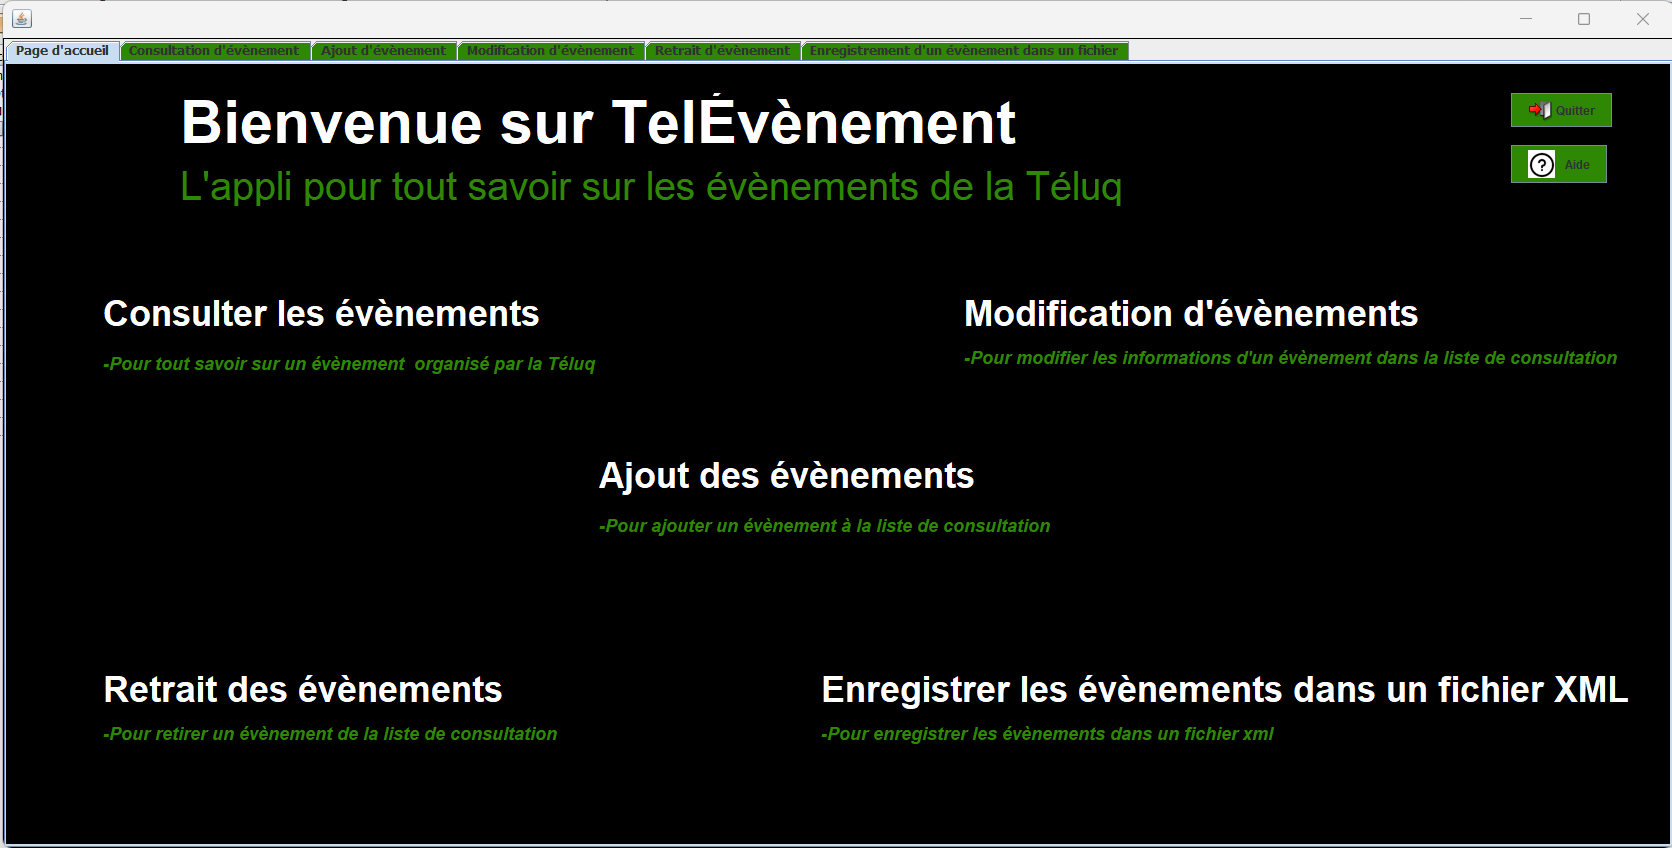 Page d'accueil
Consultation d'évènement
Ajout d'évènement
Modification d'évènement
Retrait d'évènement
Enregistrement d'un évènement dans un fichier
Bienvenue sur TelÉvènement
L'appli pour tout savoir sur les évènements de la Téluq
Quitter
Aide
Consulter les évènements
-Pour tout savoir sur un évènement  organisé par la Téluq
Modification d'évènements
-Pour modifier les informations d'un évènement dans la liste de consultation
Ajout des évènements
-Pour ajouter un évènement à la liste de consultation
Retrait des évènements
-Pour retirer un évènement de la liste de consultation
Enregistrer les évènements dans un fichier XML
-Pour enregistrer les évènements dans un fichier xml